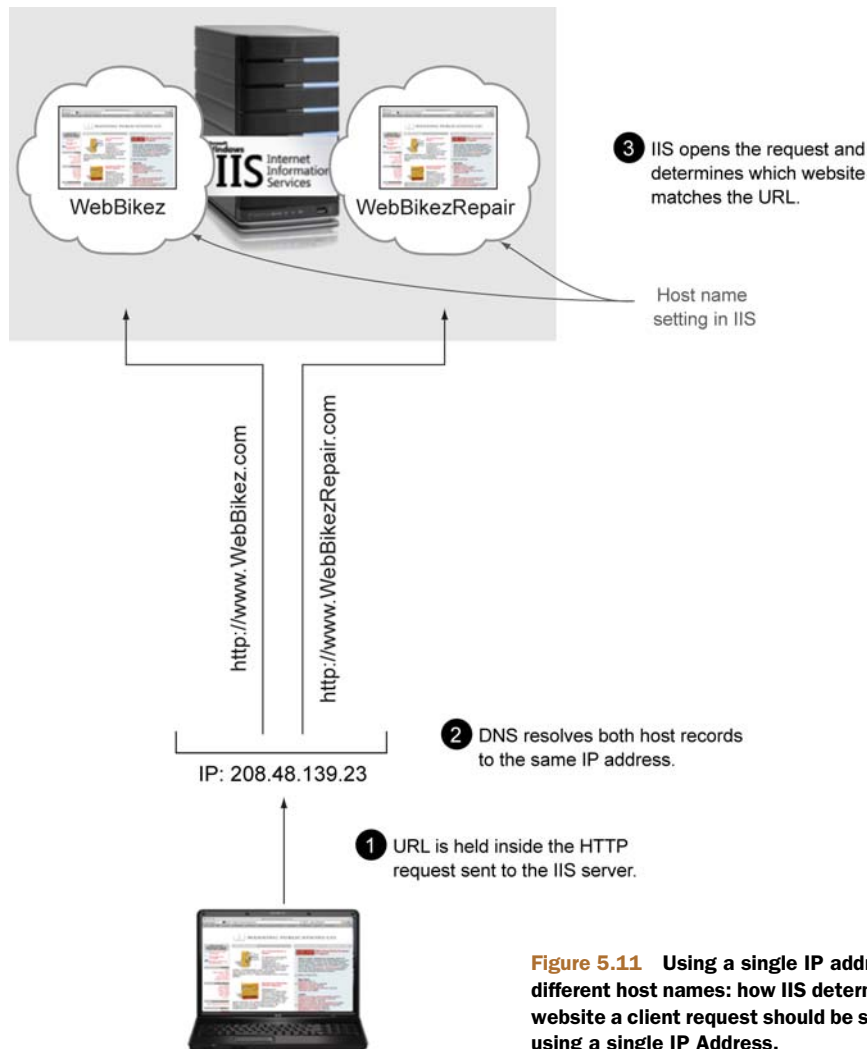 Microsoft
Windows
IIS Internet
Information
Services
WebBikez
WebBikezRepair
3 IIS opens the request and
determines which website
matches the URL.
Host name
setting in IIS
http://www.WebBikez.com
http://www.WebBikezRepair.com
2 DNS resolves both host records
to the same IP address.
IP: 208.48.139.23
1 URL is held inside the HTTP
request sent to the IIS server.
Figure 5.11 Using a single IP
different host names: how IIS
website a client request should be
using a single IP Address.